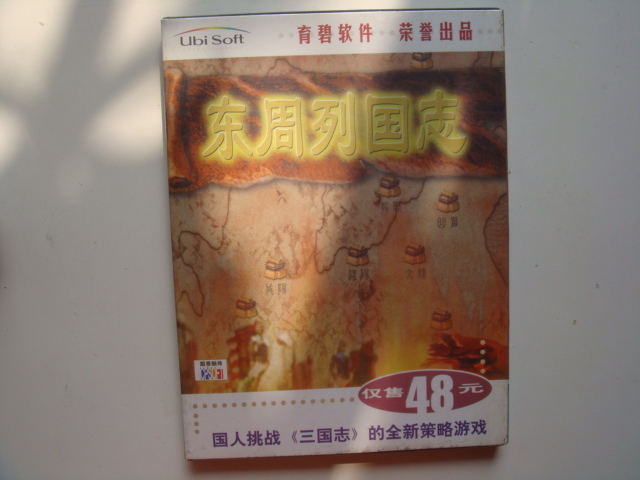 Ubi Soft
育碧软件 荣誉出品
东周列国志
仅售48元
国人挑战《三国志》的全新策略游戏